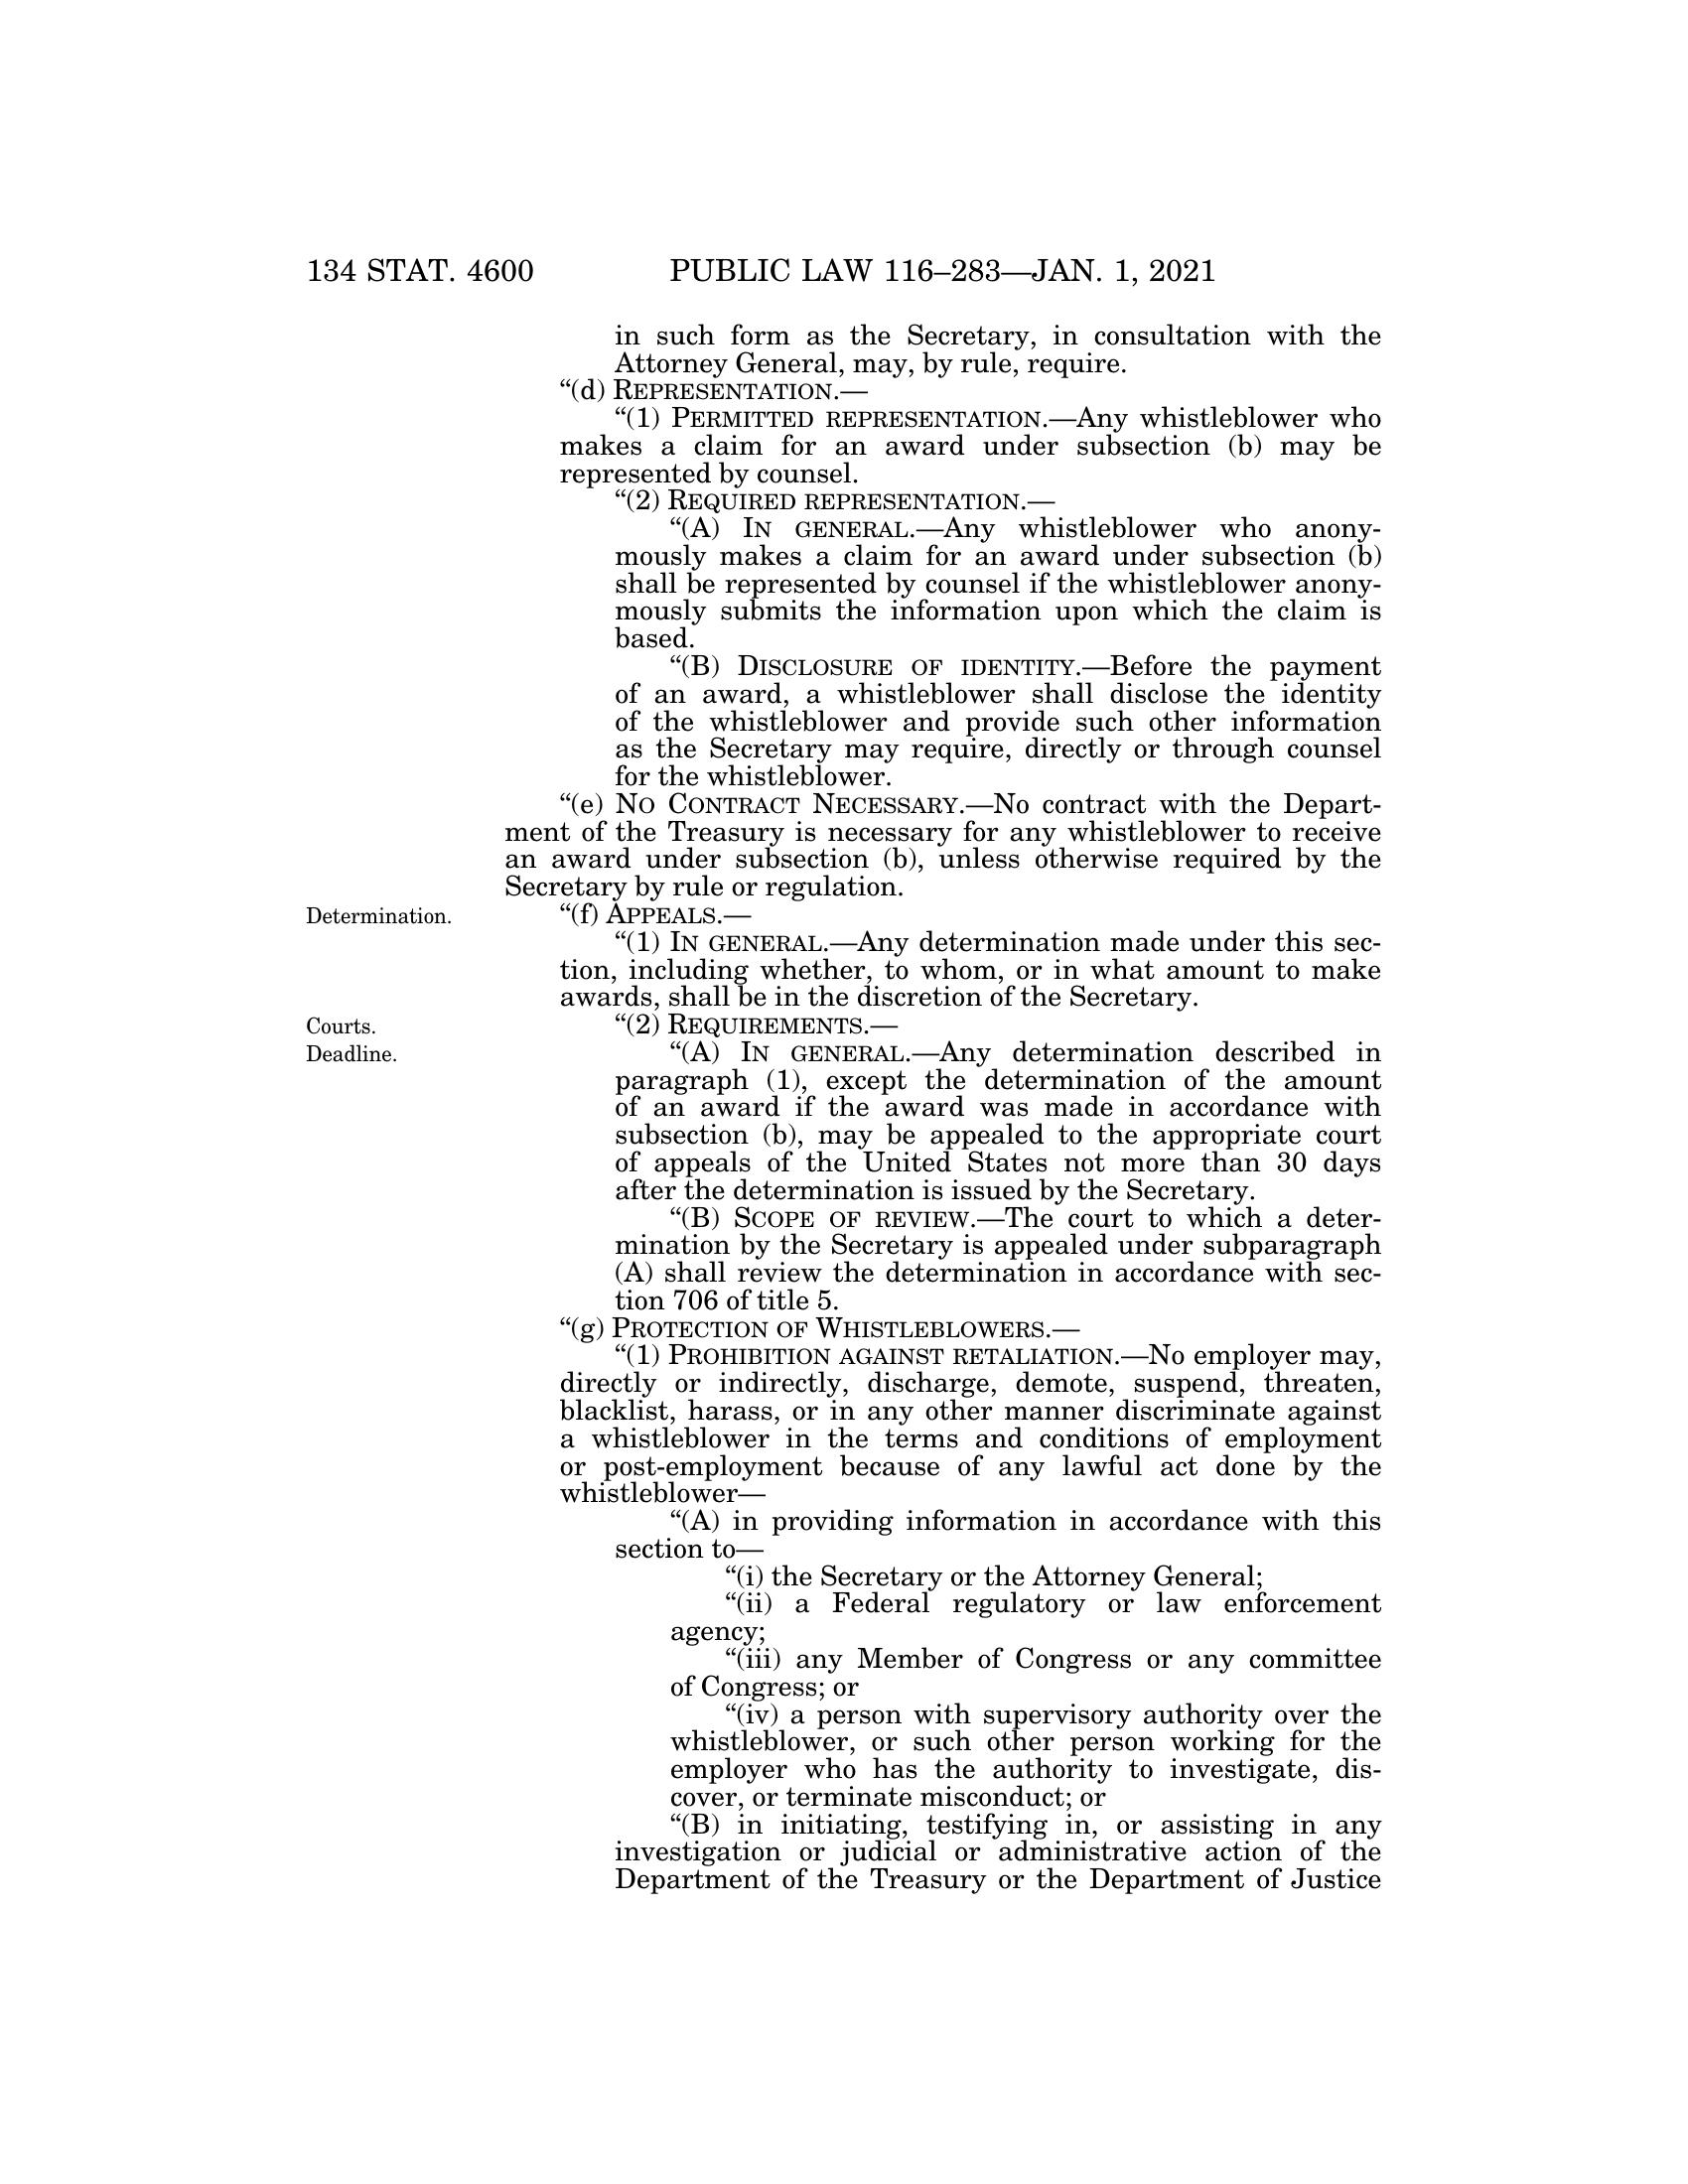 134 STAT. 4600 PUBLIC LAW 116–283—JAN. 1, 2021
in such form as the Secretary, in consultation with the
Attorney General, may, by rule, require.
“(d) REPRESENTATION.—
“(1) PERMITTED REPRESENTATION.—Any whistleblower who
makes a claim for an award under subsection (b) may be
represented by counsel.
“(2) REQUIRED REPRESENTATION.—
“(A) IN GENERAL.—Any whistleblower who anony-
mously makes a claim for an award under subsection (b)
shall be represented by counsel if the whistleblower anony-
mously submits the information upon which the claim is
based.
“(B) DISCLOSURE OF IDENTITY.—Before the payment
of an award, a whistleblower shall disclose the identity
of the whistleblower and provide such other information
as the Secretary may require, directly or through counsel
for the whistleblower.
“(e) NO CONTRACT NECESSARY.—No contract with the Depart-
ment of the Treasury is necessary for any whistleblower to receive
an award under subsection (b), unless otherwise required by the
Secretary by rule or regulation.
Determination. “(f) APPEALS.—
“(1) IN GENERAL.—Any determination made under this sec-
tion, including whether, to whom, or in what amount to make
awards, shall be in the discretion of the Secretary.
Courts. “(2) REQUIREMENTS.—
Deadline. “(A) IN GENERAL.—Any determination described in
paragraph (1), except the determination of the amount
of an award if the award was made in accordance with
subsection (b), may be appealed to the appropriate court
of appeals of the United States not more than 30 days
after the determination is issued by the Secretary.
“(B) SCOPE OF REVIEW.—The court to which a deter-
mination by the Secretary is appealed under subparagraph
(A) shall review the determination in accordance with sec-
tion 706 of title 5.
“(g) PROTECTION OF WHISTLEBLOWERS.—
“(1) PROHIBITION AGAINST RETALIATION.—No employer may,
directly or indirectly, discharge, demote, suspend, threaten,
blacklist, harass, or in any other manner discriminate against
a whistleblower in the terms and conditions of employment
or post-employment because of any lawful act done by the
whistleblower—
“(A) in providing information in accordance with this
section to—
“(i) the Secretary or the Attorney General;
“(ii) a Federal regulatory or law enforcement
agency;
“(iii) any Member of Congress or any committee
of Congress; or
“(iv) a person with supervisory authority over the
whistleblower, or such other person working for the
employer who has the authority to investigate, dis-
cover, or terminate misconduct; or
“(B) in initiating, testifying in, or assisting in any
investigation or judicial or administrative action of the
Department of the Treasury or the Department of Justice